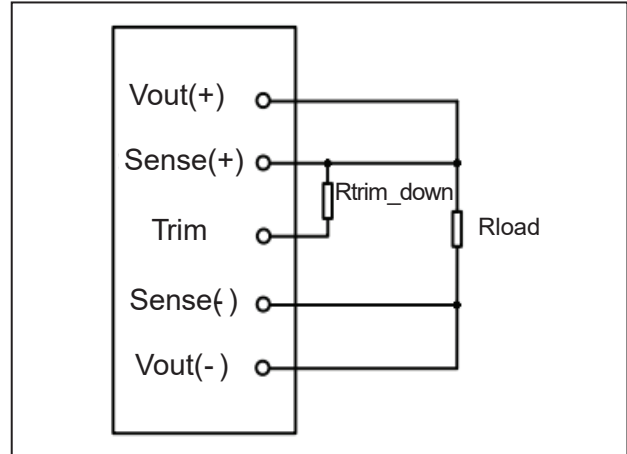 Vout(+)
Sense(+)
Rtrim_down
Trim
Rload
Sense(-)
Vout(-)